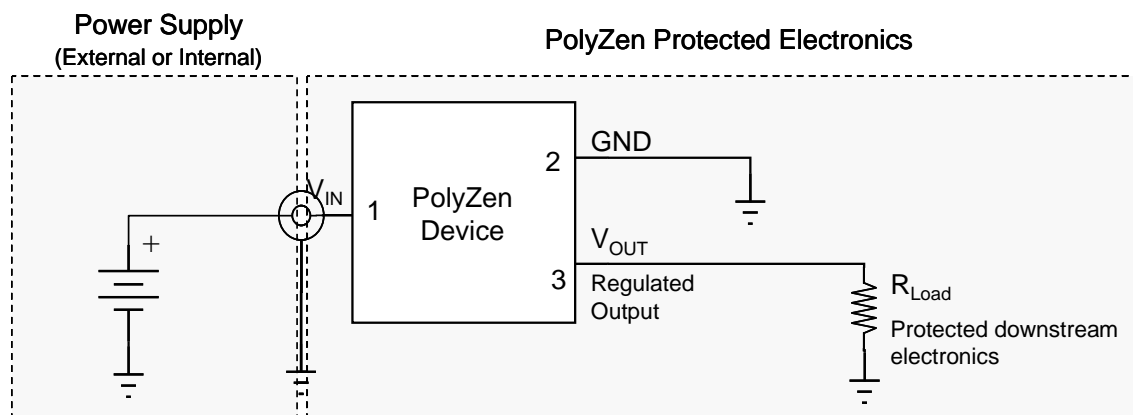 Power Supply
(External or Internal)
PolyZen Protected Electronics
GND
2
VIN
1
PolyZen
Device
VOUT
3
Regulated
Output
+
RLoad
Protected downstream
electronics